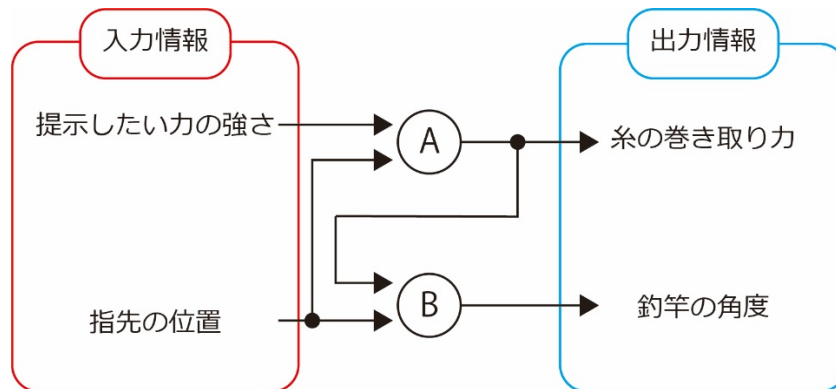 入力情報
出力情報
提示したい力の強さ
A
糸の巻き取り力
指先の位置
B
釣竿の角度